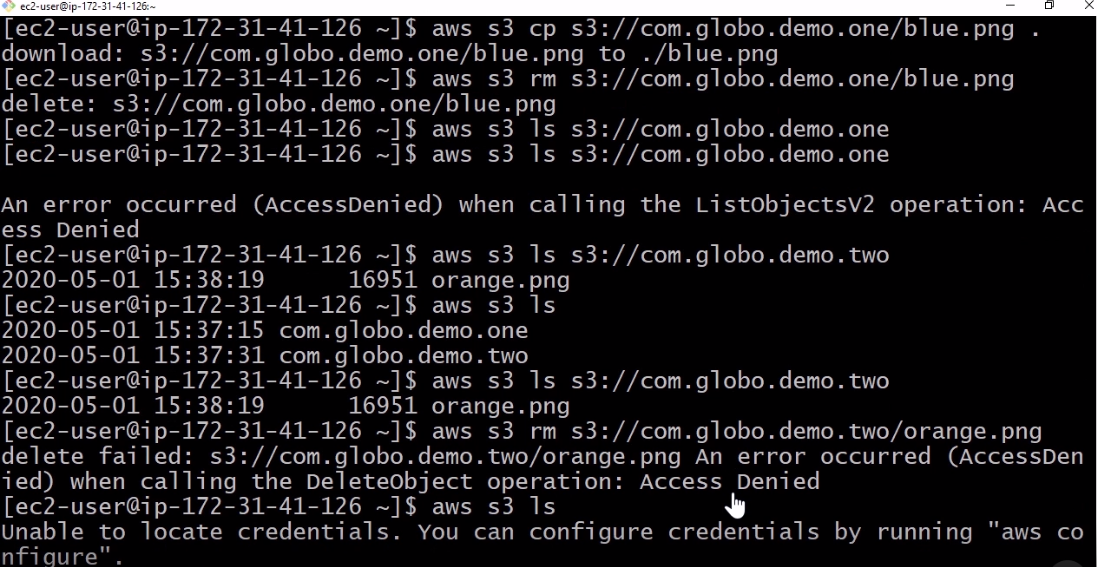 ec2-user@ip-172-31-41-126:~
[ec2-user@ip-172-31-41-126 ~]$ aws s3 cp s3://com.globo.demo.one/blue.png .
download: s3://com.globo.demo.one/blue.png to ./blue.png
[ec2-user@ip-172-31-41-126 ~]$ aws s3 rm s3://com.globo.demo.one/blue.png
delete: s3://com.globo.demo.one/blue.png
[ec2-user@ip-172-31-41-126 ~]$ aws s3 ls s3://com.globo.demo.one
[ec2-user@ip-172-31-41-126 ~]$ aws s3 ls s3://com.globo.demo.one
An error occurred (AccessDenied) when calling the ListObjectsV2 operation: Acc
ess Denied
[ec2-user@ip-172-31-41-126 ~]$ aws s3 ls s3://com.globo.demo.two
2020-05-01 15:38:19      16951 orange.png
[ec2-user@ip-172-31-41-126 ~]$ aws s3 ls
2020-05-01 15:37:15 com.globo.demo.one
2020-05-01 15:37:31 com.globo.demo.two
[ec2-user@ip-172-31-41-126 ~]$ aws s3 ls s3://com.globo.demo.two
2020-05-01 15:38:19      16951 orange.png
[ec2-user@ip-172-31-41-126 ~]$ aws s3 rm s3://com.globo.demo.two/orange.png
delete failed: s3://com.globo.demo.two/orange.png An error occurred (AccessDen
ied) when calling the DeleteObject operation: Access Denied
[ec2-user@ip-172-31-41-126 ~]$ aws s3 ls
Unable to locate credentials. You can configure credentials by running "aws co
nfigure".